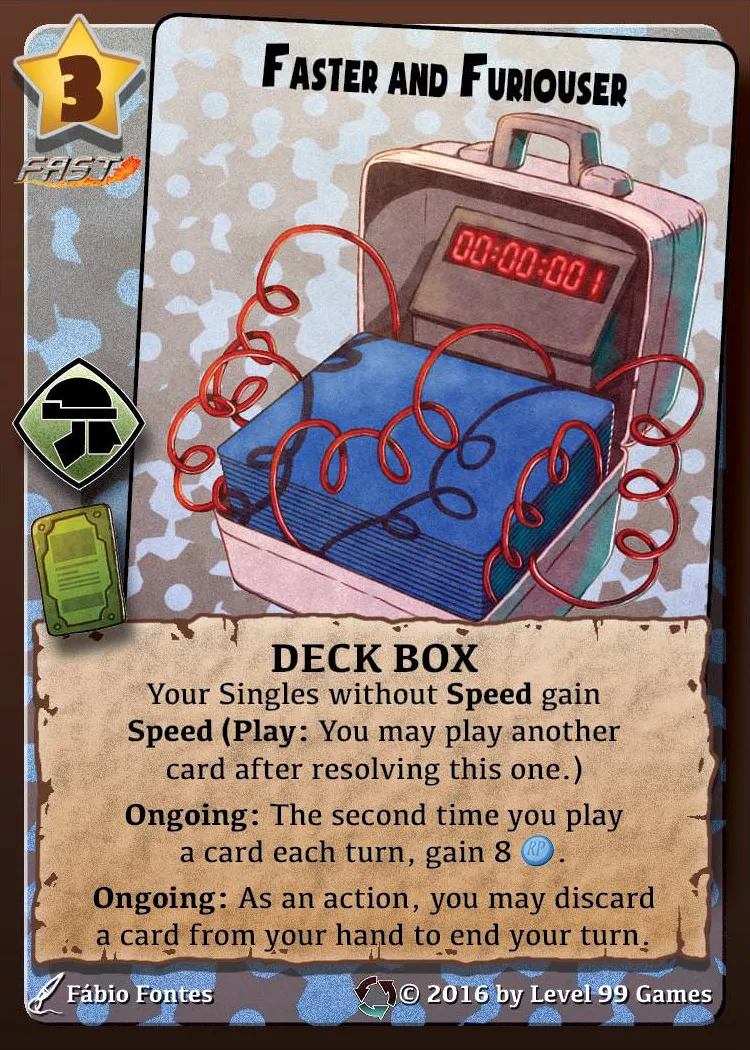 3
FAST
FASTER AND FURIOUSER
00:00:001
DECK BOX
Your Singles without Speed gain
Speed (Play: You may play another
card after resolving this one.)
Ongoing: The second time you play
a card each turn, gain 8 RP.
Ongoing: As an action, you may discard
a card from your hand to end your turn.
Fábio Fontes
© 2016 by Level 99 Games